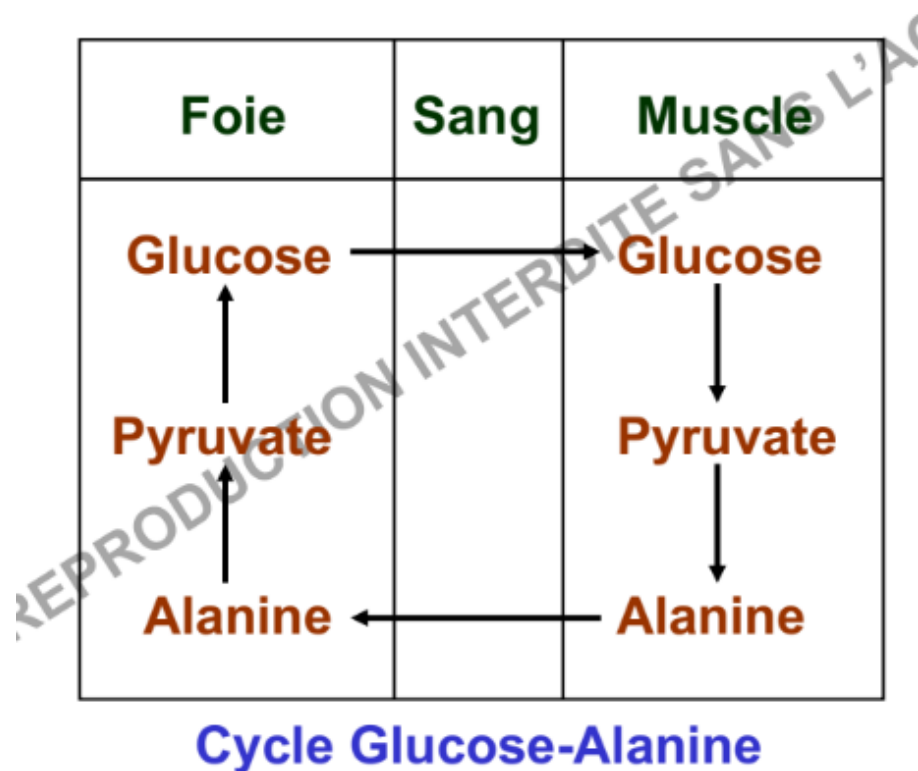 Foie Sang Muscle
Glucose Glucose
Pyruvate Pyruvate
Alanine Alanine
Cycle Glucose-Alanine
REPRODUCTION INTERDITE SANS L'